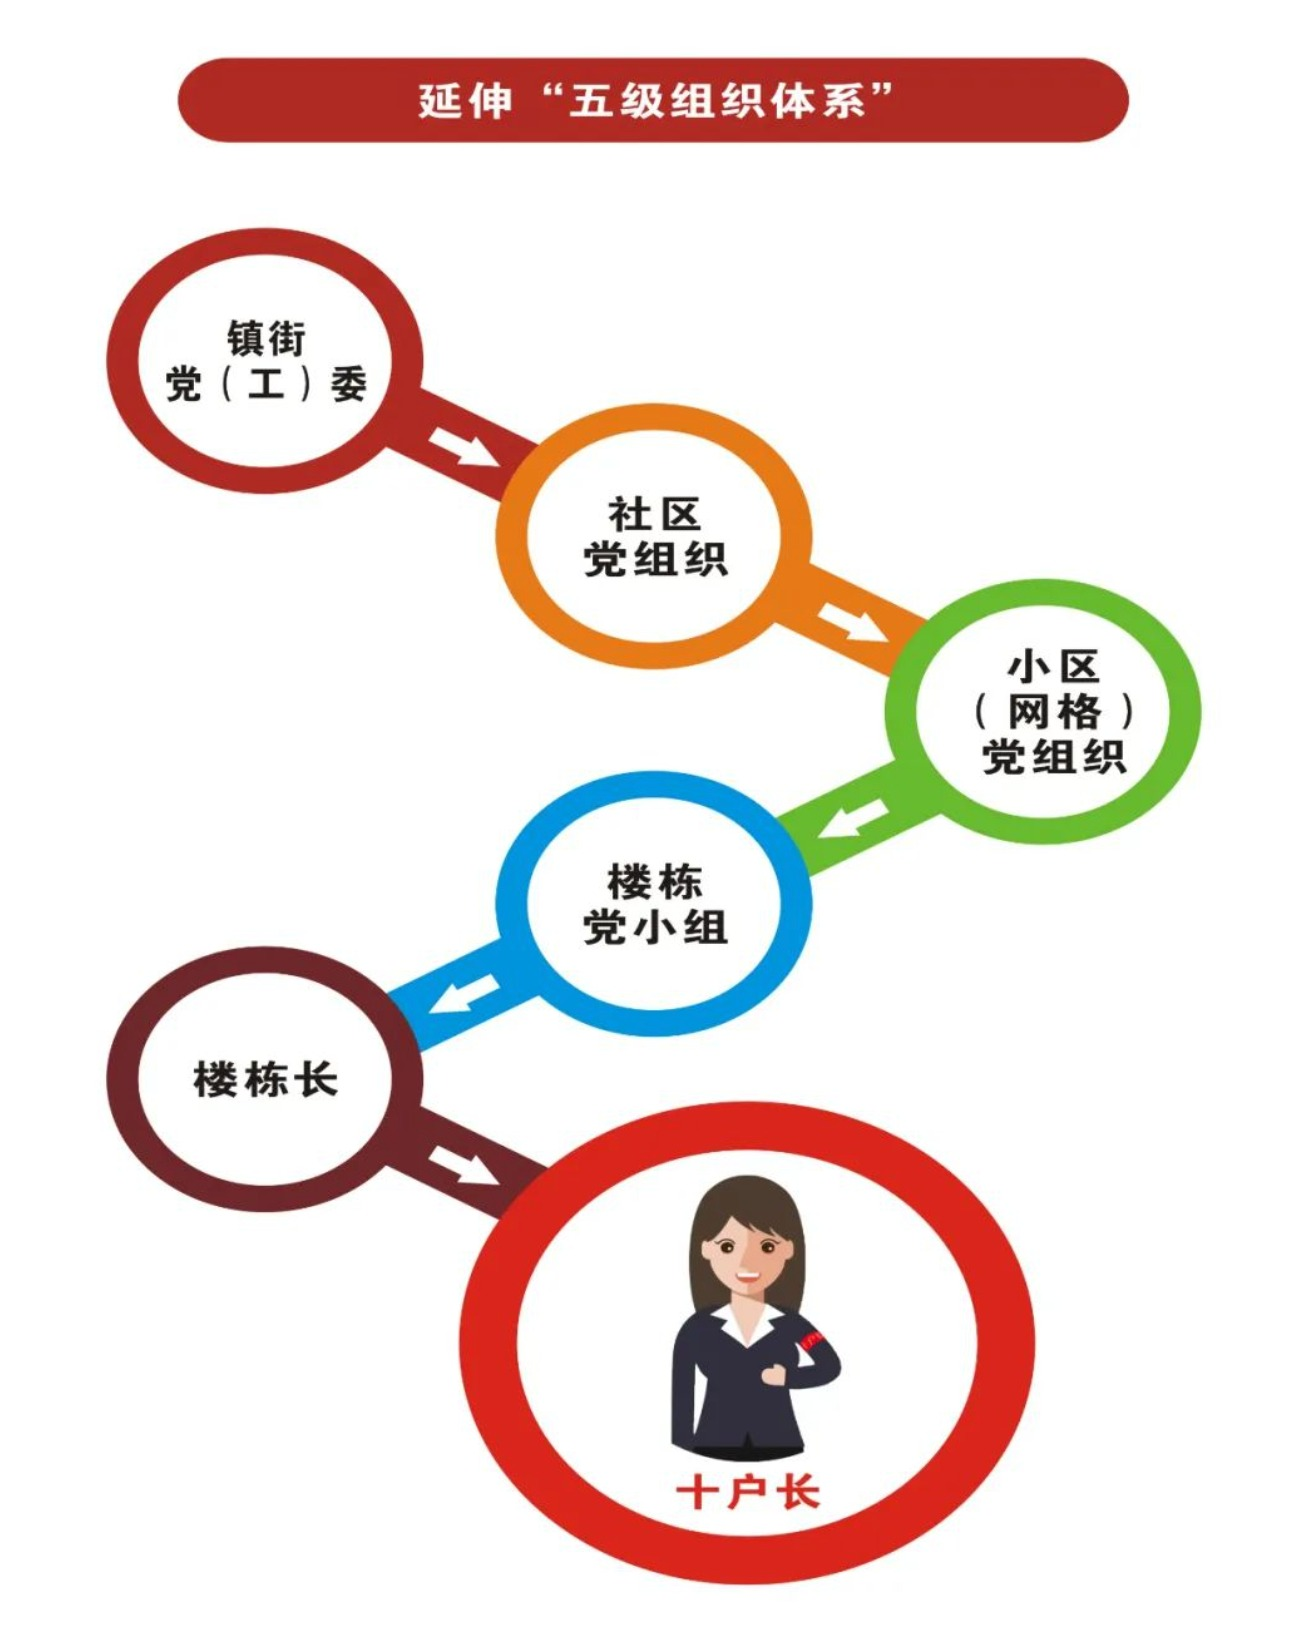 延伸“五级组织体系”
镇街
党（工）委
社区
党组织
小区
（网格）
党组织
楼栋
党小组
楼栋长
十户长